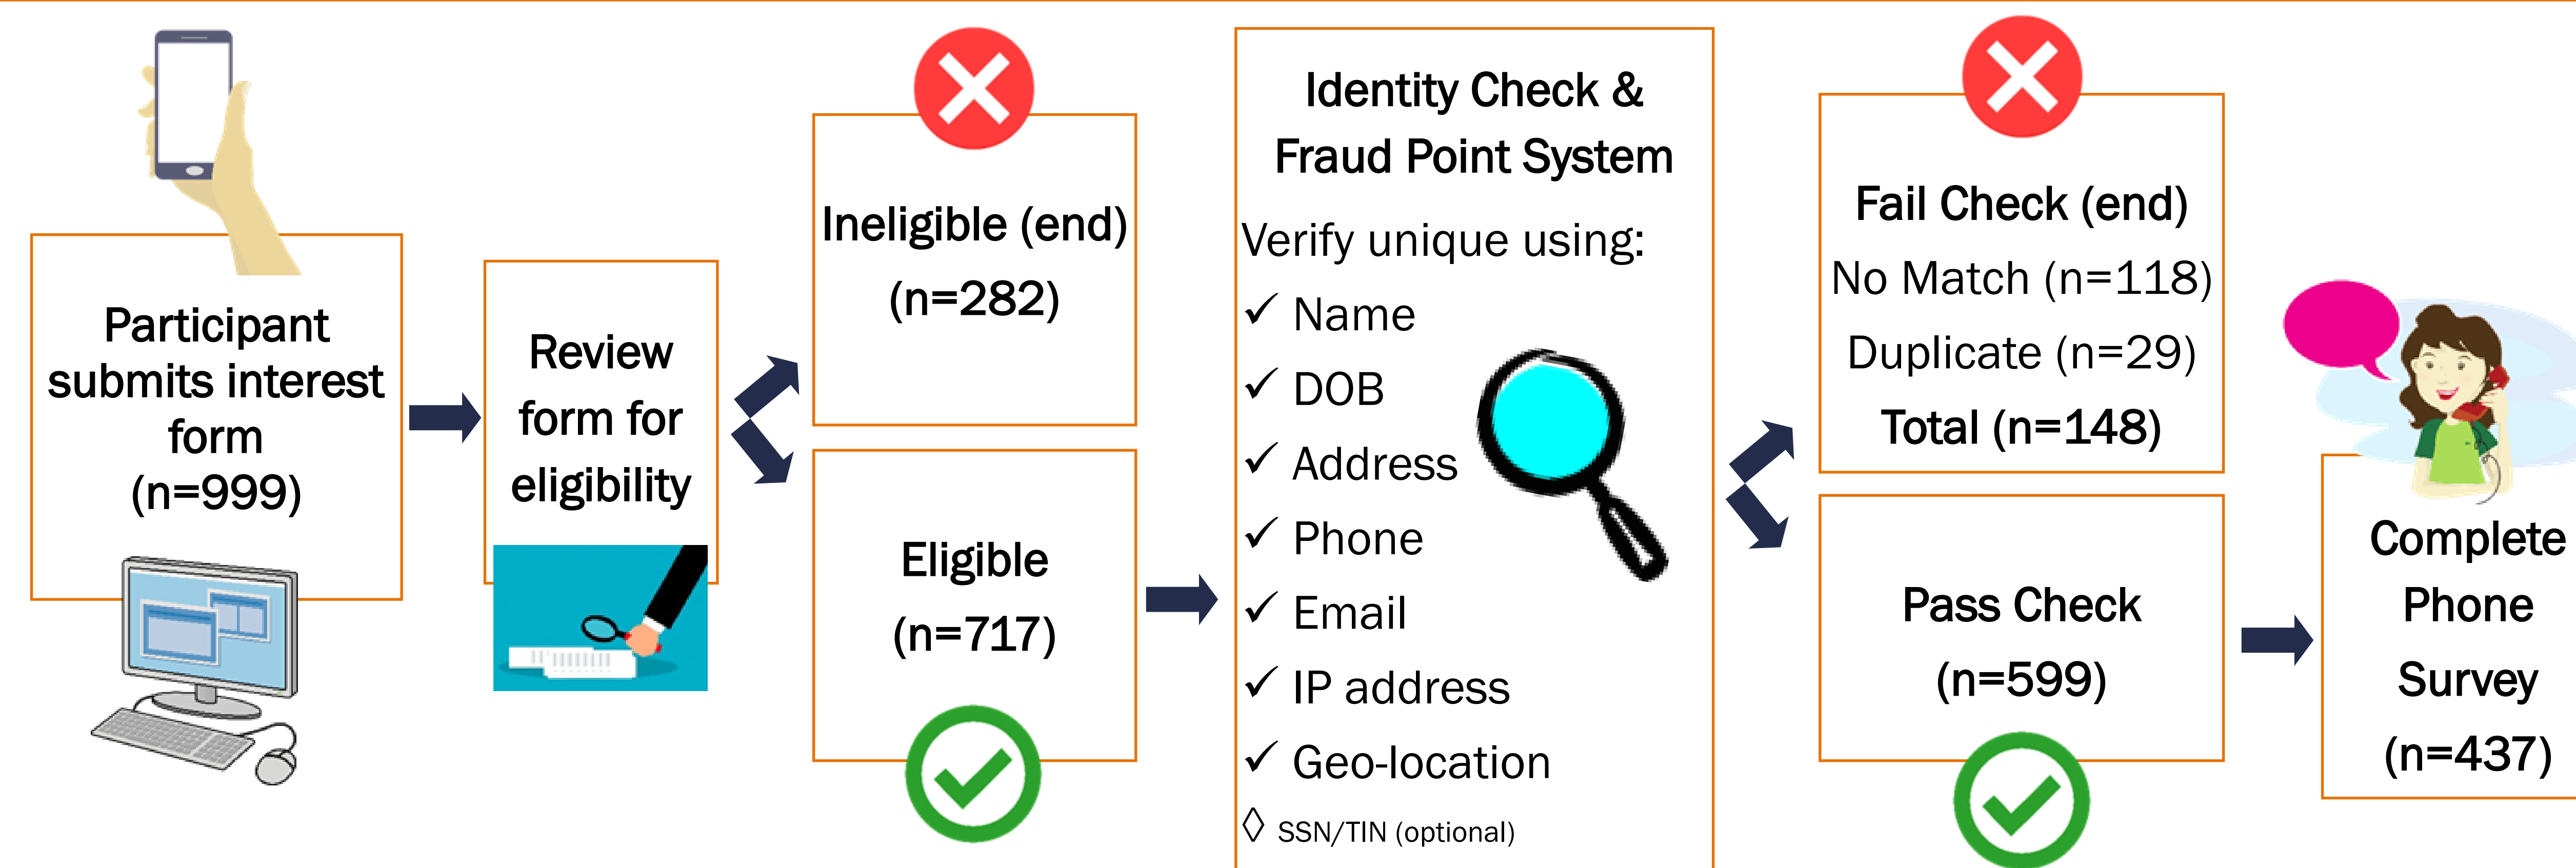 Participant
submits interest
form
(n=999)
Review
form for
eligibility
Ineligible (end)
(n=282)
Eligible
(n=717)
Identity Check &
Fraud Point System
Verify unique using:
✓ Name
✓ DOB
✓ Address
✓ Phone
✓ Email
✓ IP address
✓ Geo-location
◊ SSN/TIN (optional)
Fail Check (end)
No Match (n=118)
Duplicate (n=29)
Total (n=148)
Pass Check
(n=599)
Complete
Phone
Survey
(n=437)